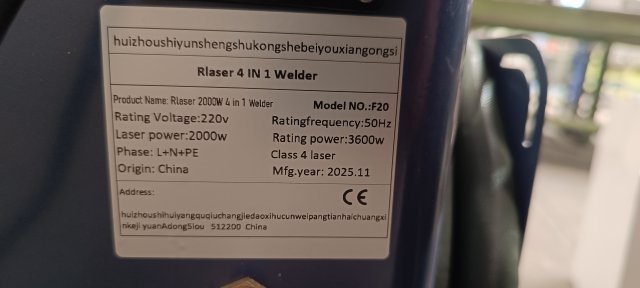 huizhoushiyunshengshukongshebeiyouxiangongsi
Rlaser 4 IN 1 Welder
Product Name: Rlaser 2000W 4 in 1 Welder
Model NO.:F20
Rating Voltage:220v
Ratingfrequency:50Hz
Laser power:2000w
Rating power:3600w
Phase: L+N+PE
Class 4 laser
Origin: China
Mfg.year: 2025.11
Address:
CE
huizhoushihuiyangquqiuchangjiedaoxihucunweipangtianhaichuangxi
nkeji yuanAdong5lou 512200 China